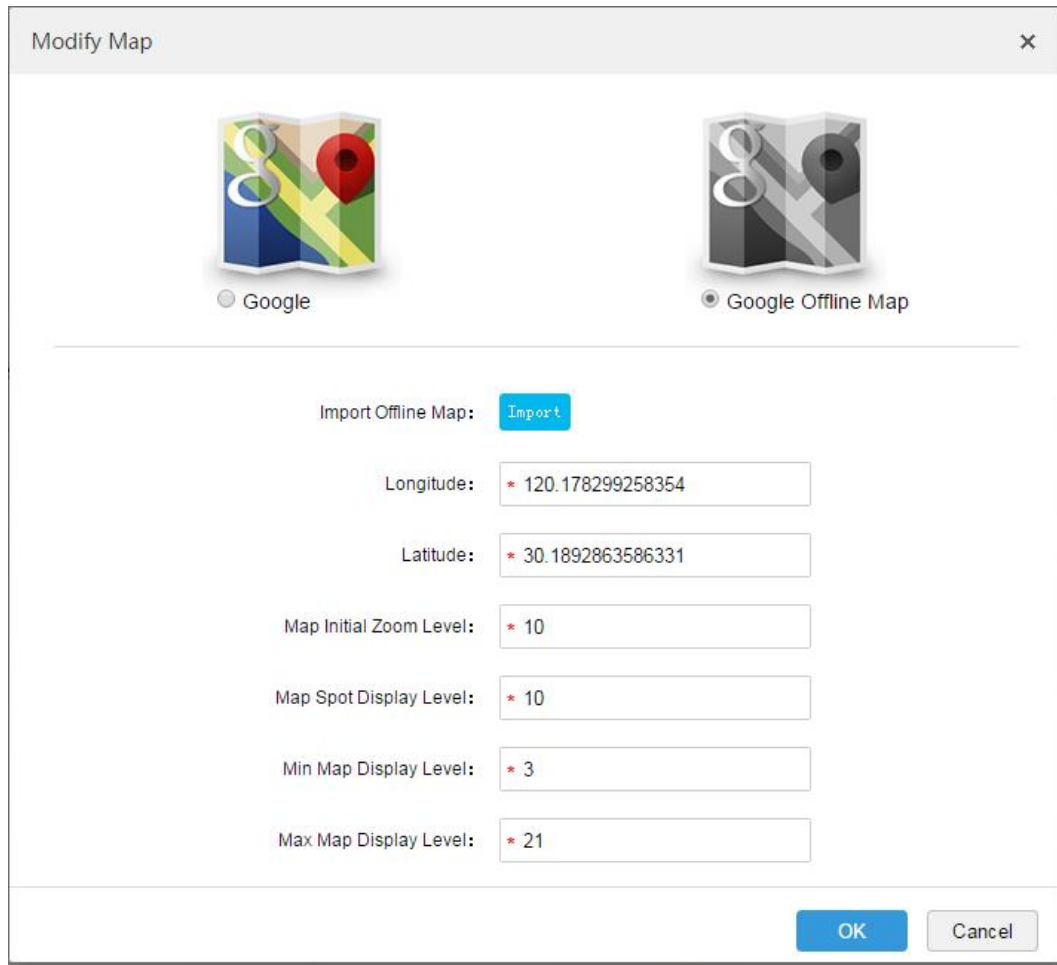 Modify Map ×
Google
Google Offline Map
Import Offline Map: Import
Longitude: * 120.178299258354
Latitude: * 30.1892863586331
Map Initial Zoom Level: * 10
Map Spot Display Level: * 10
Min Map Display Level: * 3
Max Map Display Level: * 21
OK Cancel